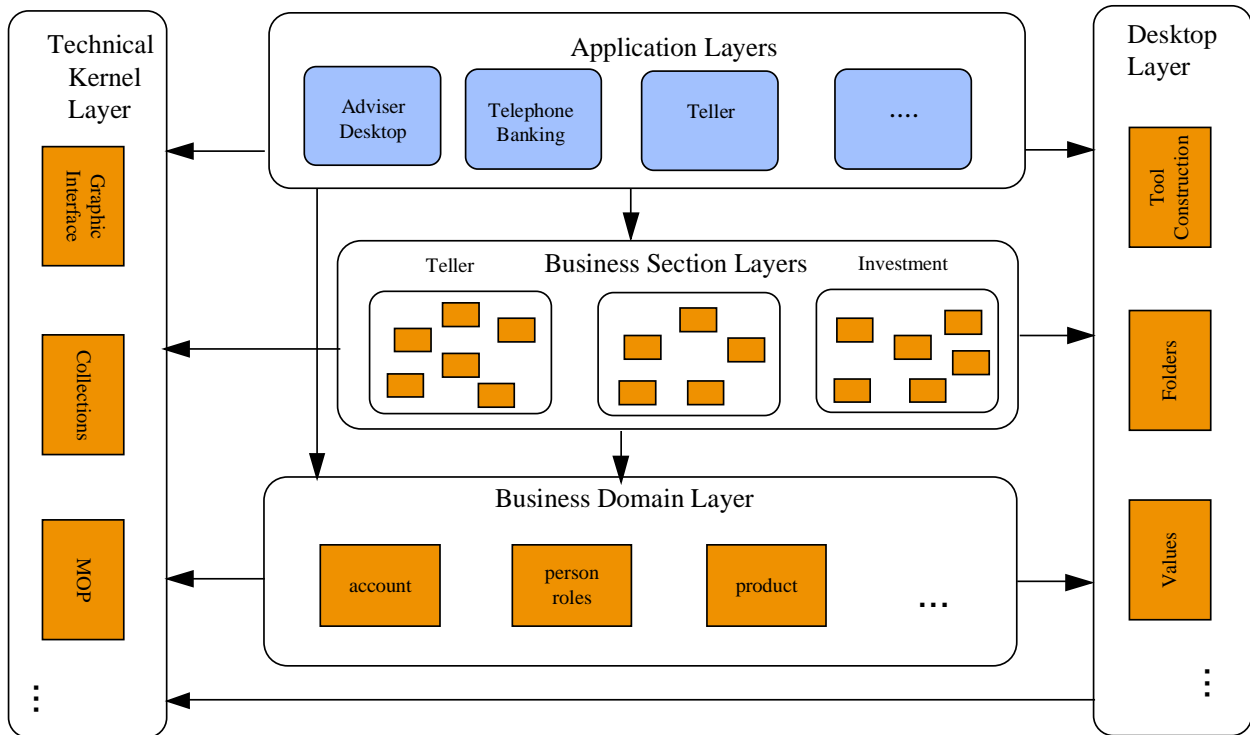 Technical
Kernel
Layer
Graphic
Interface
Collections
MOP
...
Application Layers
Adviser
Desktop
Telephone
Banking
Teller
....
Business Section Layers
Teller
Investment
Business Domain Layer
account
person
roles
product
...
Desktop
Layer
Tool
Construction
Folders
Values
...